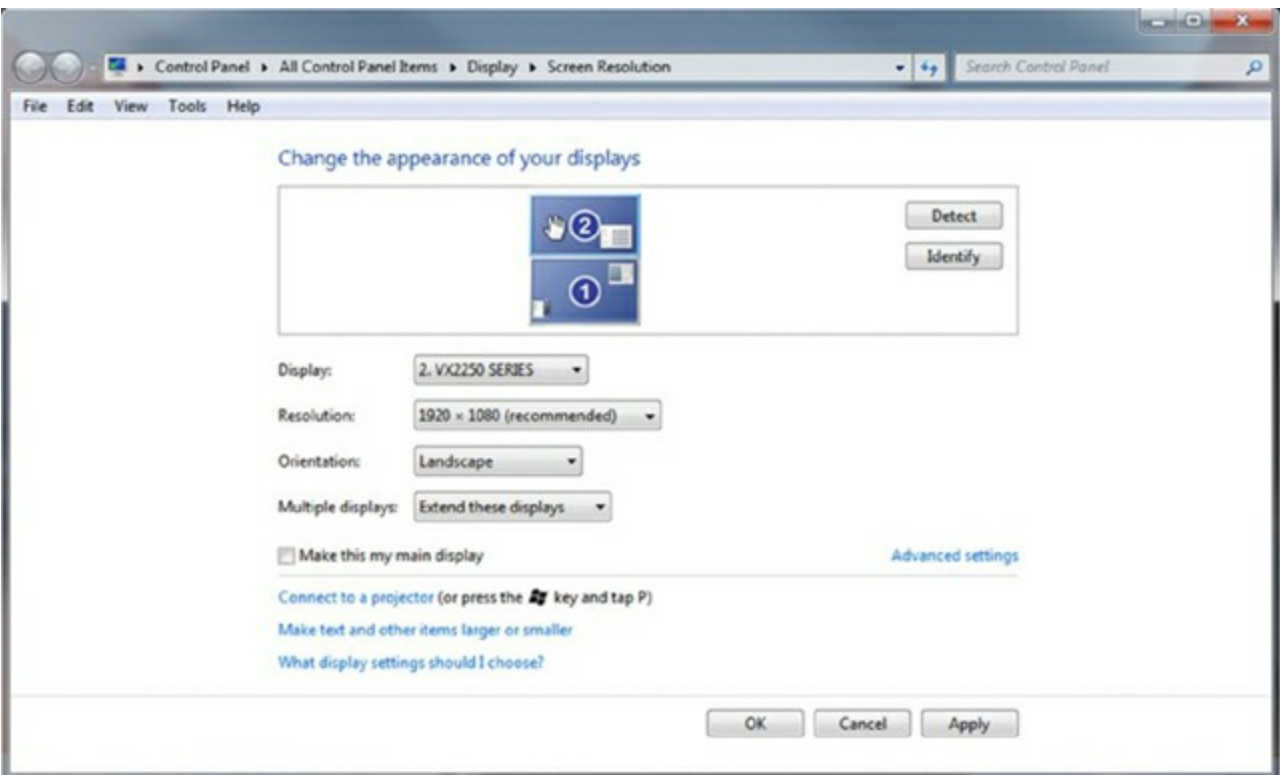 Control Panel ▸ All Control Panel Items ▸ Display ▸ Screen Resolution
Search Control Panel
File Edit View Tools Help
Change the appearance of your displays
2
1
Detect
Identify
Display: 2. VX2250 SERIES
Resolution: 1920 × 1080 (recommended)
Orientation: Landscape
Multiple displays: Extend these displays
Make this my main display
Advanced settings
Connect to a projector (or press the key and tap P)
Make text and other items larger or smaller
What display settings should I choose?
OK Cancel Apply